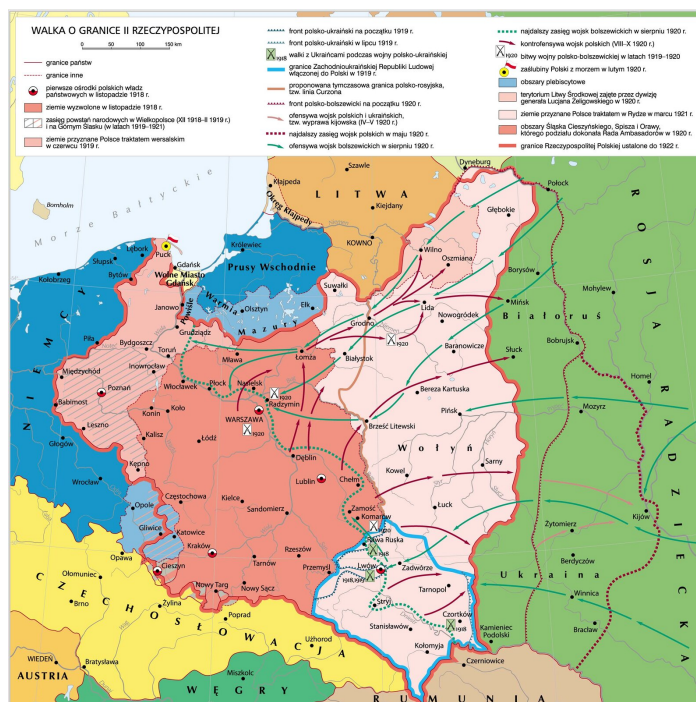 WALKA O GRANICE II RZECZYPOSPOLITEJ
0 50 100 150 km
granice państw
granice inne
pierwsze ośrodki polskich władz
państwowych w listopadzie 1918 r.
ziemie wyzwolone w listopadzie 1918 r.
zasięg powstań narodowych w Wielkopolsce (XII 1918–II 1919 r.)
i na Górnym Śląsku (w latach 1919–1921)
ziemie przyznane Polsce traktatem wersalskim
w czerwcu 1919 r.
front polsko-ukraiński na początku 1919 r.
front polsko-ukraiński w lipcu 1919 r.
1918
walki z Ukraińcami podczas wojny polsko-ukraińskiej
granice Zachodnioukraińskiej Republiki Ludowej
włączonej do Polski w 1919 r.
proponowana tymczasowa granica polsko-rosyjska,
tzw. linia Curzona
front polsko-bolszewicki na początku 1920 r.
ofensywa wojsk polskich i ukraińskich,
tzw. wyprawa kijowska (IV–V 1920 r.)
najdalszy zasięg wojsk polskich w maju 1920 r.
ofensywa wojsk bolszewickich w sierpniu 1920 r.
najdalszy zasięg wojsk bolszewickich w sierpniu 1920 r.
kontrofensywa wojsk polskich (VIII–X 1920 r.)
1920
bitwy wojny polsko-bolszewickiej w latach 1919–1920
zaślubiny Polski z morzem w lutym 1920 r.
obszary plebiscytowe
terytorium Litwy Środkowej zajęte przez dywizję
generała Lucjana Żeligowskiego w 1920 r.
ziemie przyznane Polsce traktatem w Rydze w marcu 1921 r.
obszary Śląska Cieszyńskiego, Spisza i Orawy,
którego podziału dokonała Rada Ambasadorów w 1920 r.
granice Rzeczypospolitej Polskiej ustalone do 1922 r.
Bornholm
Morze Bałtyckie
Kłajpeda
Okręg Kłajpedy
Szawle
LITWA
Kiejdany
KOWNO
Dyneburg
Połock
Głębokie
ROSJA RADZIECKA
Wilno
Oszmiana
Borysów
Mińsk
Mohylew
Białoruś
Bobrujsk
Homel
Mozyrz
Słupsk
Lębork
Puck
Gdańsk
Wolne Miasto
Gdańsk
Kołobrzeg
Bytów
Królewiec
Prusy Wschodnie
Suwałki
Warmia
Olsztyn
Ełk
Mazury
Janowo
Powiśle
Grudziądz
Grodno
Lida
Nowogródek
1920
Baranowicze
Słuck
NIEMCY
Piła
Bydgoszcz
Toruń
Mława
Łomża
Białystok
Międzychód
Inowrocław
Poznań
Włocławek
Płock
Nasielsk
1920
Radzymin
Bereza Kartuska
Babimost
Konin
Koło
WARSZAWA
1920
Pińsk
Leszno
Brześć Litewski
Głogów
Kalisz
Łódź
Wołyń
Dęblin
Kępno
Lublin
Chełm
Kowel
Sarny
Wrocław
Częstochowa
Kielce
Zamość
Łuck
Opole
Sandomierz
Komarów
1920
Żytomierz
Kijów
Gliwice
Katowice
Rawa Ruska
1918
Opawa
Kraków
Rzeszów
Tarnów
Przemyśl
Lwów
Zadwórze
1918/1919
Berdyczów
Ukraina
Ołomuniec
Cieszyn
Nowy Targ
Nowy Sącz
Tarnopol
Winnica
Brno
Żylina
Poprad
Stryj
Czortków
1918
Bracław
CZECHOSŁOWACJA
Stanisławów
Kamieniec
Podolski
Użhorod
Kołomyja
WIEDEŃ
Bratysława
AUSTRIA
Miszkolc
WĘGRY
Czerniowce
RUMUNIA